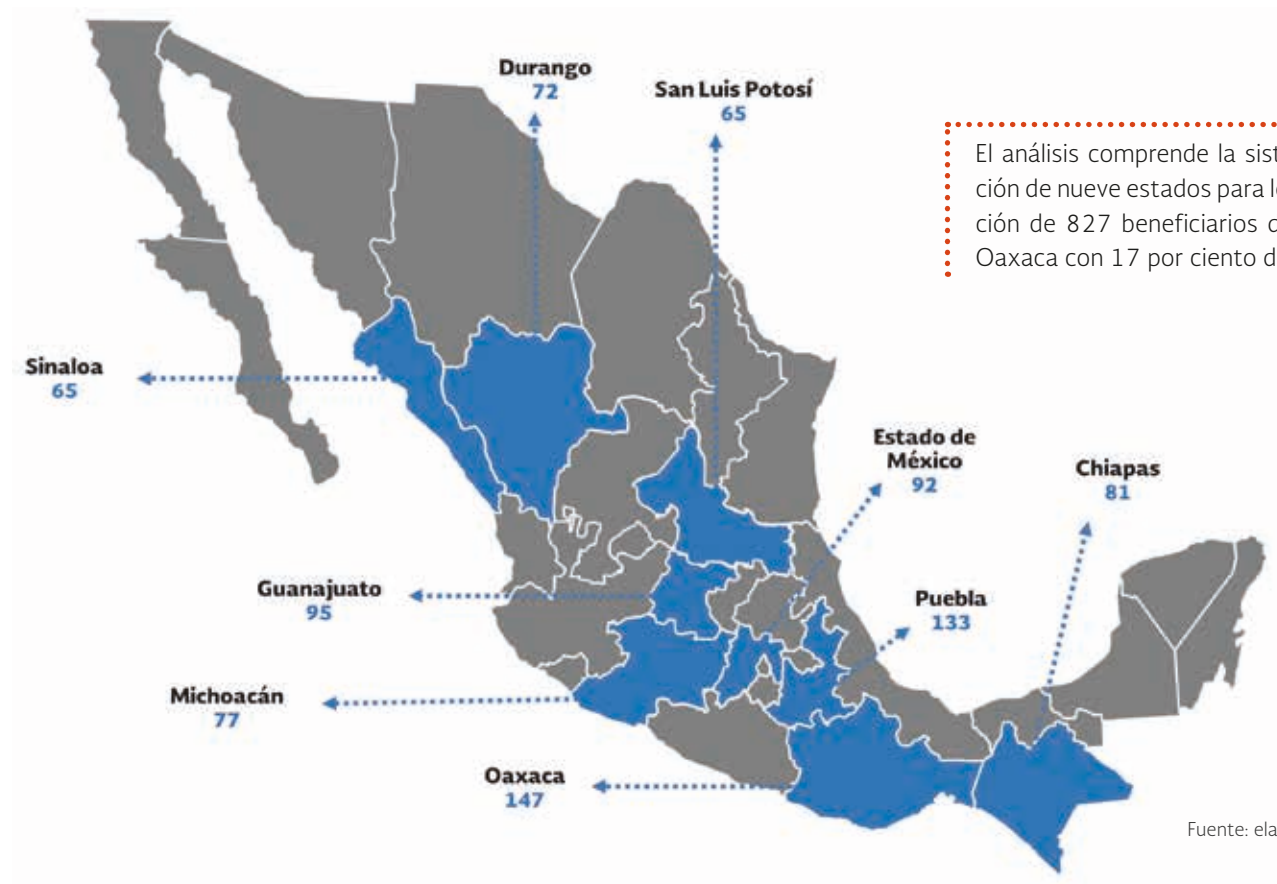 Durango
72
San Luis Potosí
65
El análisis comprende la sist
ción de nueve estados para l
ción de 827 beneficiarios
Oaxaca con 17 por ciento d
Sinaloa
65
Estado de
México
92
Chiapas
81
Guanajuato
95
Puebla
133
Michoacán
77
Oaxaca
147
Fuente: ela